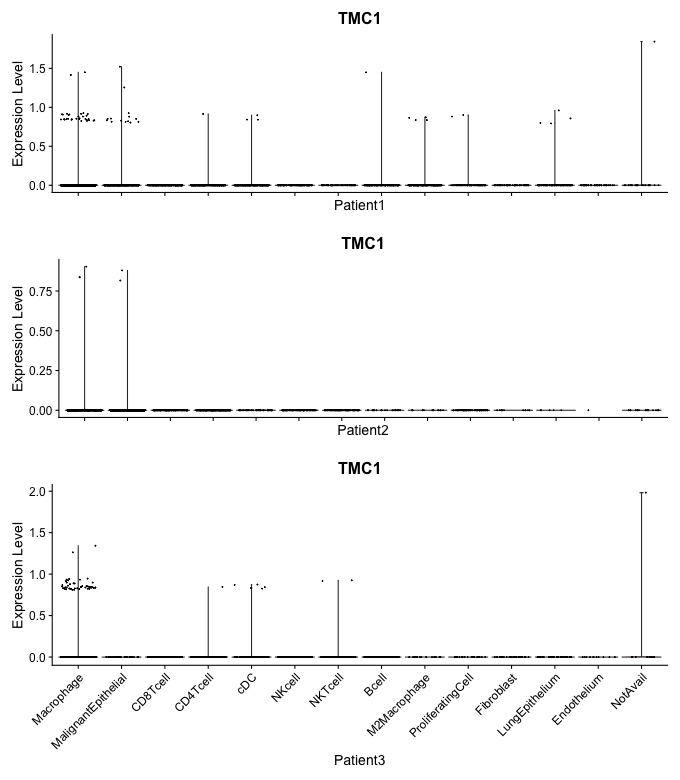 TMC1
Expression Level
1.5
1.0
0.5
0.0
Patient1
TMC1
Expression Level
0.75
0.50
0.25
0.00
Patient2
TMC1
Expression Level
2.0
1.5
1.0
0.5
0.0
Macrophage
MalignantEpithelial
CD8Tcell
CD4Tcell
cDC
NKcell
NKTcell
Bcell
M2Macrophage
ProliferatingCell
Fibroblast
LungEpithelium
Endothelium
NotAvail
Patient3